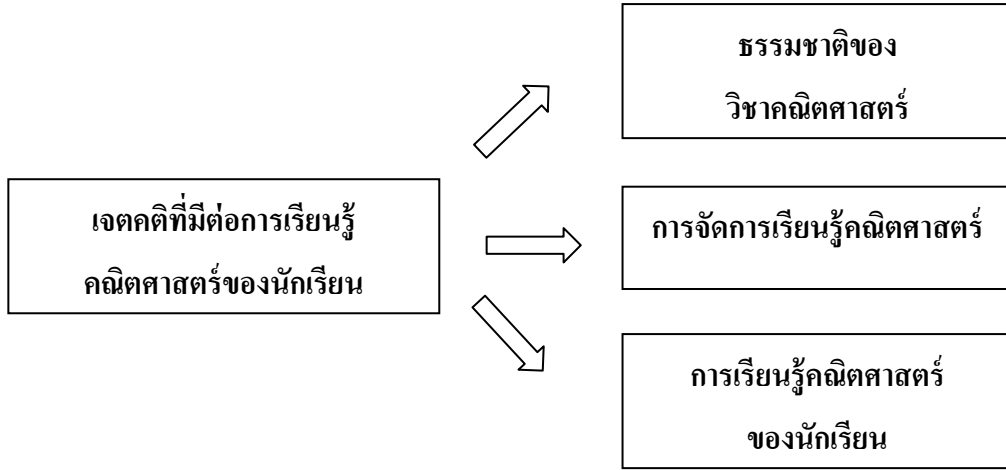 เจตคติที่มีต่อการเรียนรู้
คณิตศาสตร์ของนักเรียน
ธรรมชาติของ
วิชาคณิตศาสตร์
การจัดการเรียนรู้คณิตศาสตร์
การเรียนรู้คณิตศาสตร์
ของนักเรียน